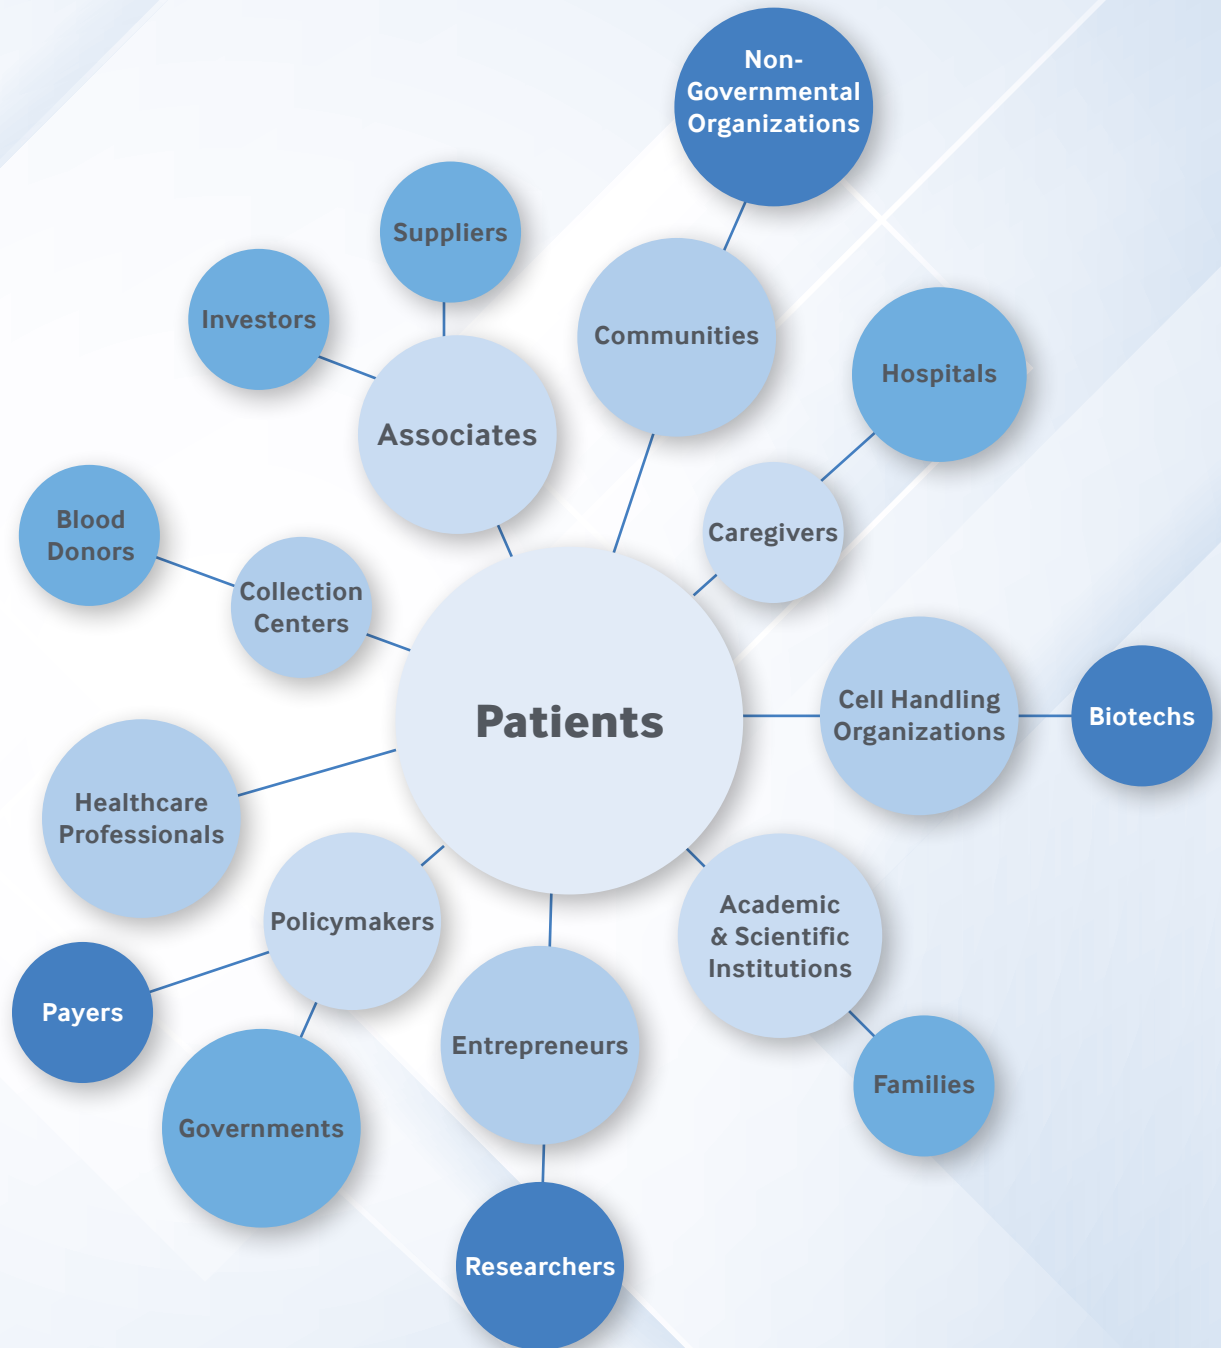 Non-
Governmental
Organizations
Suppliers
Investors
Communities
Hospitals
Associates
Blood
Donors
Caregivers
Collection
Centers
Patients
Cell Handling
Organizations
Biotechs
Healthcare
Professionals
Policymakers
Academic
& Scientific
Institutions
Payers
Entrepreneurs
Families
Governments
Researchers